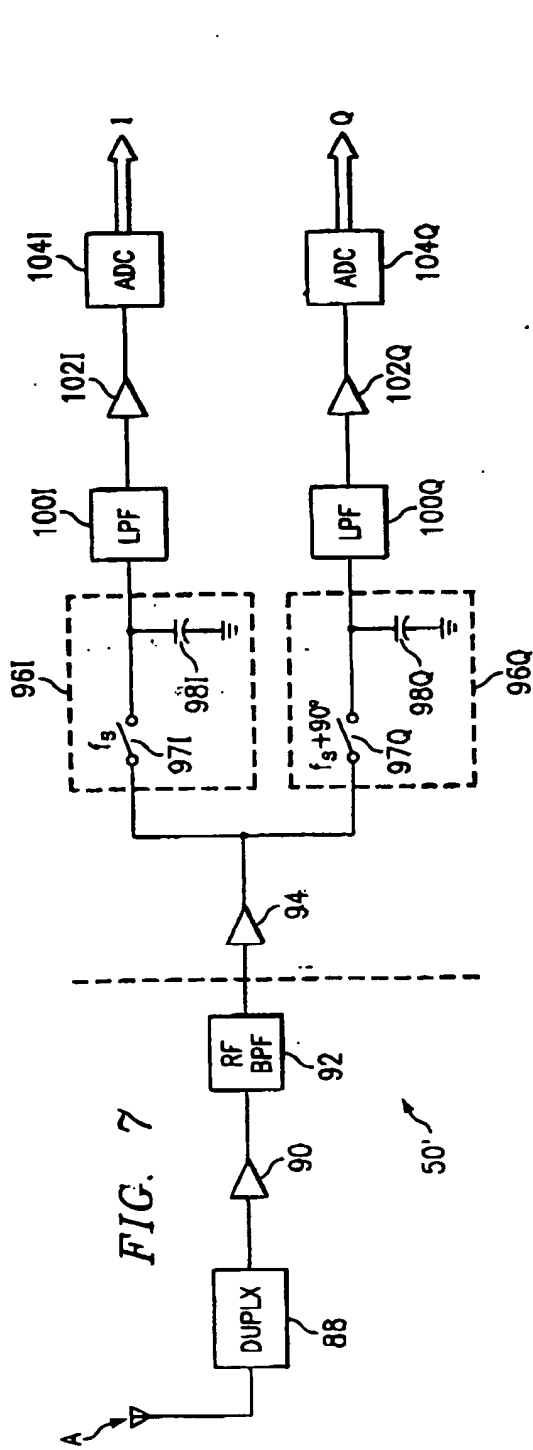 FIG. 7
A
DUPLX
88
90
RF
BPF
92
50'
94
96I
fs
97I
98I
LPF
100I
102I
ADC
104I
I
fs+90°
97Q
98Q
96Q
LPF
100Q
102Q
ADC
104Q
Q